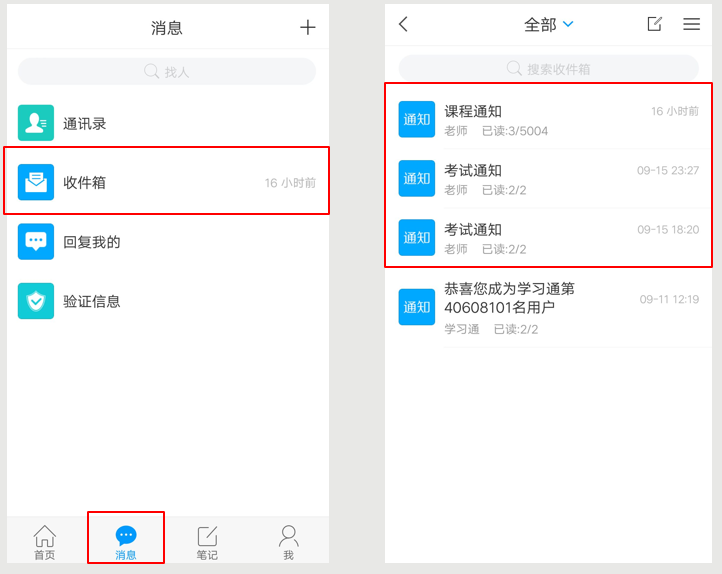 消息
找人
通讯录
收件箱
16 小时前
回复我的
验证信息
首页
消息
笔记
我
全部
搜索收件箱
通知
课程通知
16 小时前
老师 已读:3/5004
通知
考试通知
09-15 23:27
老师 已读:2/2
通知
考试通知
09-15 18:20
老师 已读:2/2
通知
恭喜您成为学习通第
40608101名用户
09-11 12:19
学习通 已读:2/2